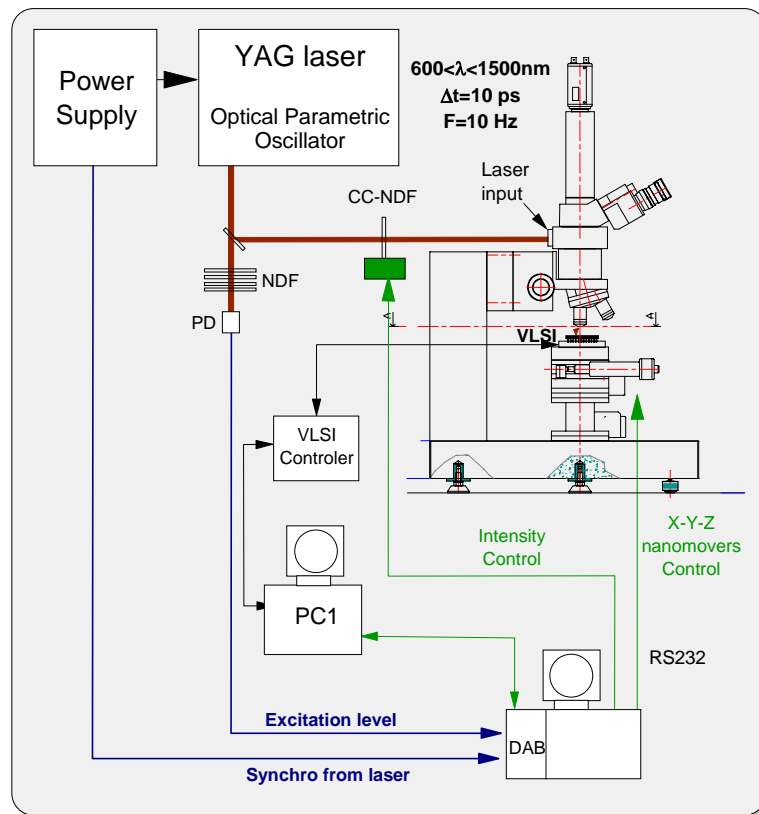 Power
Supply
YAG laser
Optical Parametric
Oscillator
600<λ<1500nm
Δt=10 ps
F=10 Hz
Laser
input
CC-NDF
NDF
PD
A
A
VLSI
VLSI
Controler
Intensity
Control
X-Y-Z
nanomovers
Control
PC1
RS232
Excitation level
DAB
Synchro from laser